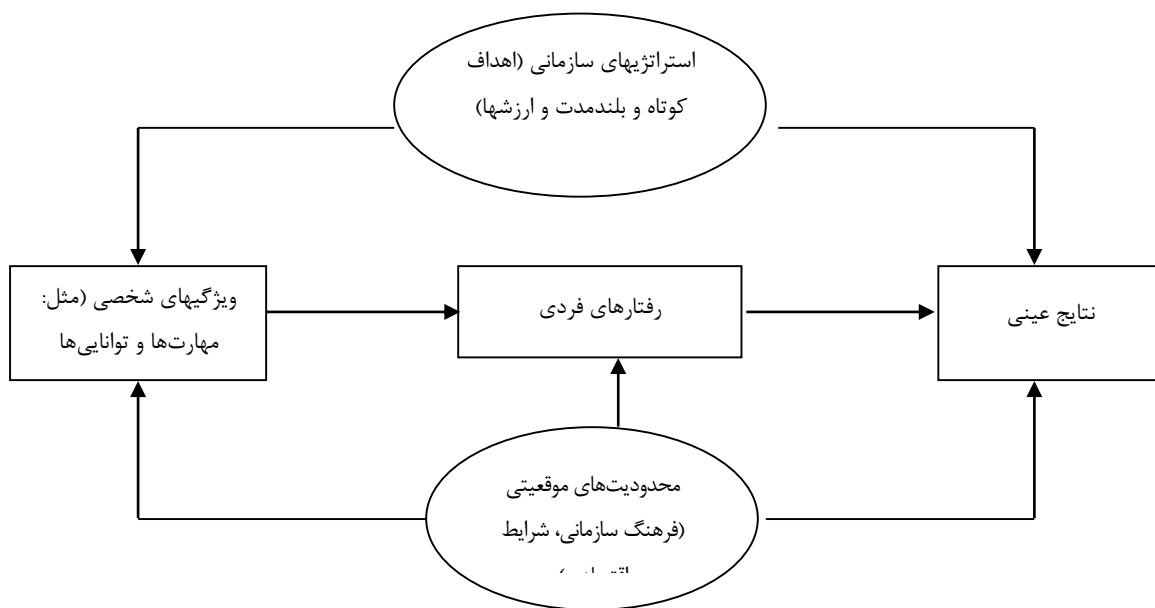 استراتژیهای سازمانی (اهداف
کوتاه و بلندمدت و ارزشها)
ویژگیهای شخصی (مثل:
مهارت‌ها و توانایی‌ها
رفتارهای فردی
نتایج عینی
محدودیت‌های موقعیتی
(فرهنگ سازمانی، شرایط